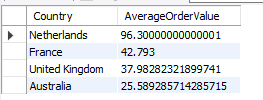 Country AverageOrderValue
Netherlands 96.30000000000001
France 42.793
United Kingdom 37.98282321899741
Australia 25.589285714285715